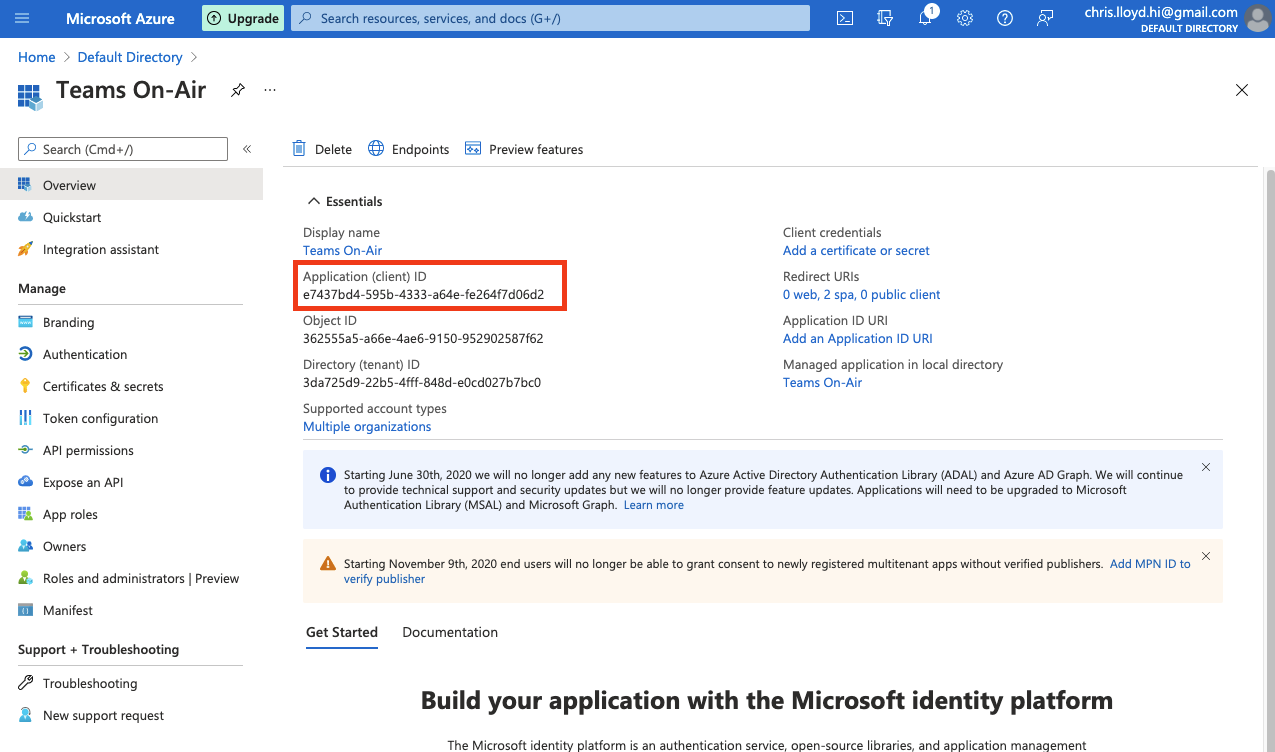 Microsoft Azure
Upgrade
Search resources, services, and docs (G+/)
1
chris.lloyd.hi@gmail.com
DEFAULT DIRECTORY
Home > Default Directory >
Teams On-Air
...
Search (Cmd+/)
«
Overview
Quickstart
Integration assistant
Manage
Branding
Authentication
Certificates & secrets
Token configuration
API permissions
Expose an API
App roles
Owners
Roles and administrators | Preview
Manifest
Support + Troubleshooting
Troubleshooting
New support request
Delete
Endpoints
Preview features
Essentials
Display name
Teams On-Air
Application (client) ID
e7437bd4-595b-4333-a64e-fe264f7d06d2
Object ID
362555a5-a66e-4ae6-9150-952902587f62
Directory (tenant) ID
3da725d9-22b5-4fff-848d-e0cd027b7bc0
Supported account types
Multiple organizations
Client credentials
Add a certificate or secret
Redirect URIs
0 web, 2 spa, 0 public client
Application ID URI
Add an Application ID URI
Managed application in local directory
Teams On-Air
Starting June 30th, 2020 we will no longer add any new features to Azure Active Directory Authentication Library (ADAL) and Azure AD Graph. We will continue
to provide technical support and security updates but we will no longer provide feature updates. Applications will need to be upgraded to Microsoft
Authentication Library (MSAL) and Microsoft Graph. Learn more
Starting November 9th, 2020 end users will no longer be able to grant consent to newly registered multitenant apps without verified publishers. Add MPN ID to
verify publisher
Get Started
Documentation
Build your application with the Microsoft identity platform
The Microsoft identity platform is an authentication service, open-source libraries, and application management